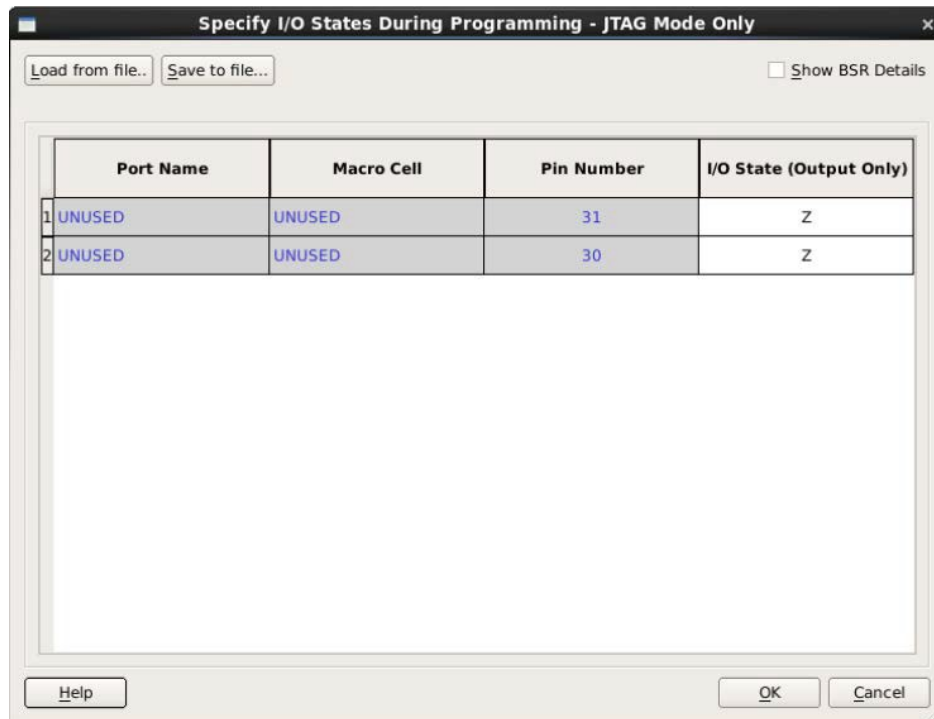 Specify I/O States During Programming - JTAG Mode Only ×
Load from file.. Save to file... Show BSR Details
Port Name Macro Cell Pin Number I/O State (Output Only)
1 UNUSED UNUSED 31 Z
2 UNUSED UNUSED 30 Z
Help OK Cancel